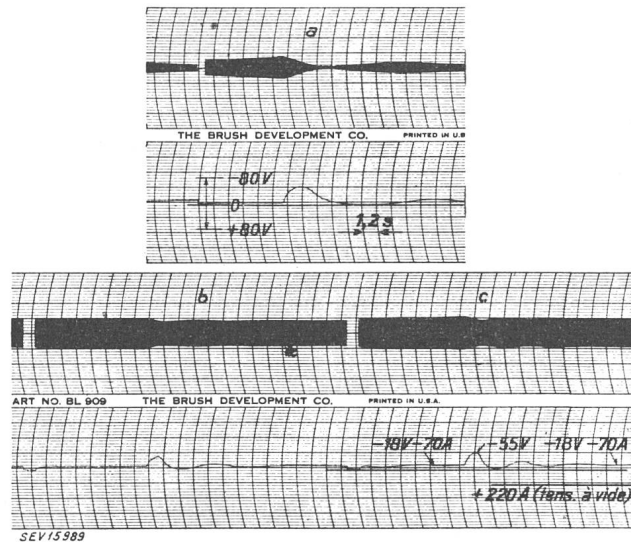 a
THE BRUSH DEVELOPMENT CO. PRINTED IN U.S
-80V
0
+80V
1,2 s
b c
ART NO. BL 909 THE BRUSH DEVELOPMENT CO. PRINTED IN U.S.A.
-18V-70A -55V -18V-70A
+220A (tens. à vide)
SEV15989